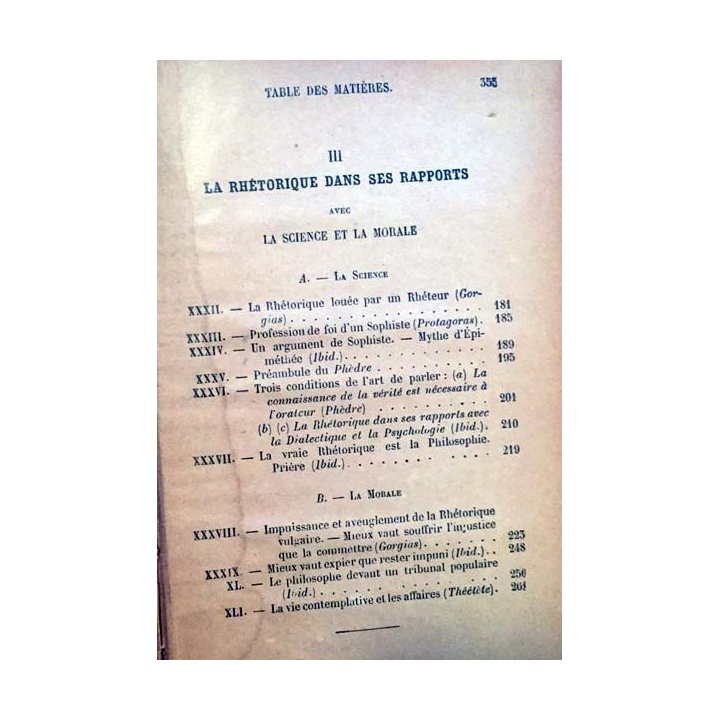 TABLE DES MATIÈRES. 355
III
LA RHÉTORIQUE DANS SES RAPPORTS
AVEC
LA SCIENCE ET LA MORALE
A. — LA SCIENCE
XXXII. — La Rhétorique louée par un Rhéteur (Gor-
gias) . . . . . . . . . . . . . . 181
XXXIII. — Profession de foi d'un Sophiste (Protagoras). 185
XXXIV. — Un argument de Sophiste. — Mythe d'Épi-
méthée (Ibid.) . . . . . . . . . . . 189
XXXV. — Préambule du Phèdre . . . . . . . . . 195
XXXVI. — Trois conditions de l'art de parler : (a) La
connaissance de la vérité est nécessaire à
l'orateur (Phèdre) . . . . . . . . . 201
(b) (c) La Rhétorique dans ses rapports avec
la Dialectique et la Psychologie (Ibid.). 210
XXXVII. — La vraie Rhétorique est la Philosophie.
Prière (Ibid.) . . . . . . . . . . . 219
B. — LA MORALE
XXXVIII. — Impuissance et aveuglement de la Rhétorique
vulgaire. — Mieux vaut souffrir l'injustice
que la commettre (Gorgias) . . . . . . 223
XXXIX. — Mieux vaut expier que rester impuni (Ibid.) . . 248
XL. — Le philosophe devant un tribunal populaire
(Ibid.) . . . . . . . . . . . . . . 256
XLI. — La vie contemplative et les affaires (Théétète). 261